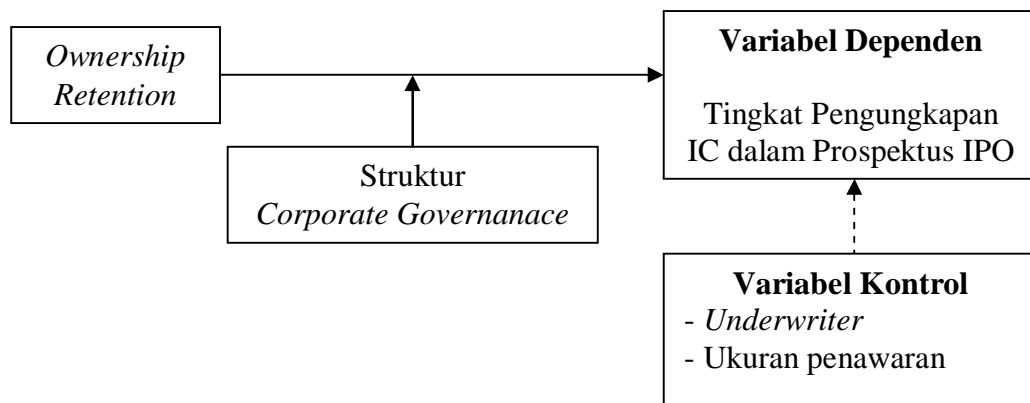 Ownership
Retention
Variabel Dependen
Tingkat Pengungkapan
IC dalam Prospektus IPO
Struktur
Corporate Governanace
Variabel Kontrol
- Underwriter
- Ukuran penawaran